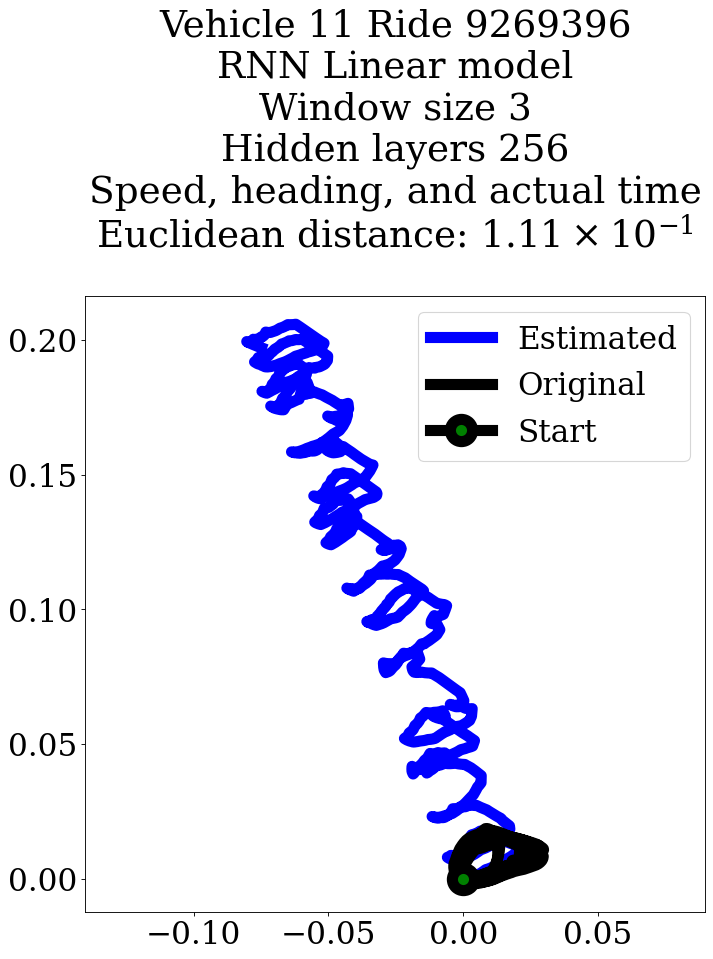 Vehicle 11 Ride 9269396
RNN Linear model
Window size 3
Hidden layers 256
Speed, heading, and actual time
Euclidean distance: 1.11 × 10⁻¹
Estimated
Original
Start
0.20
0.15
0.10
0.05
0.00
−0.10
−0.05
0.00
0.05